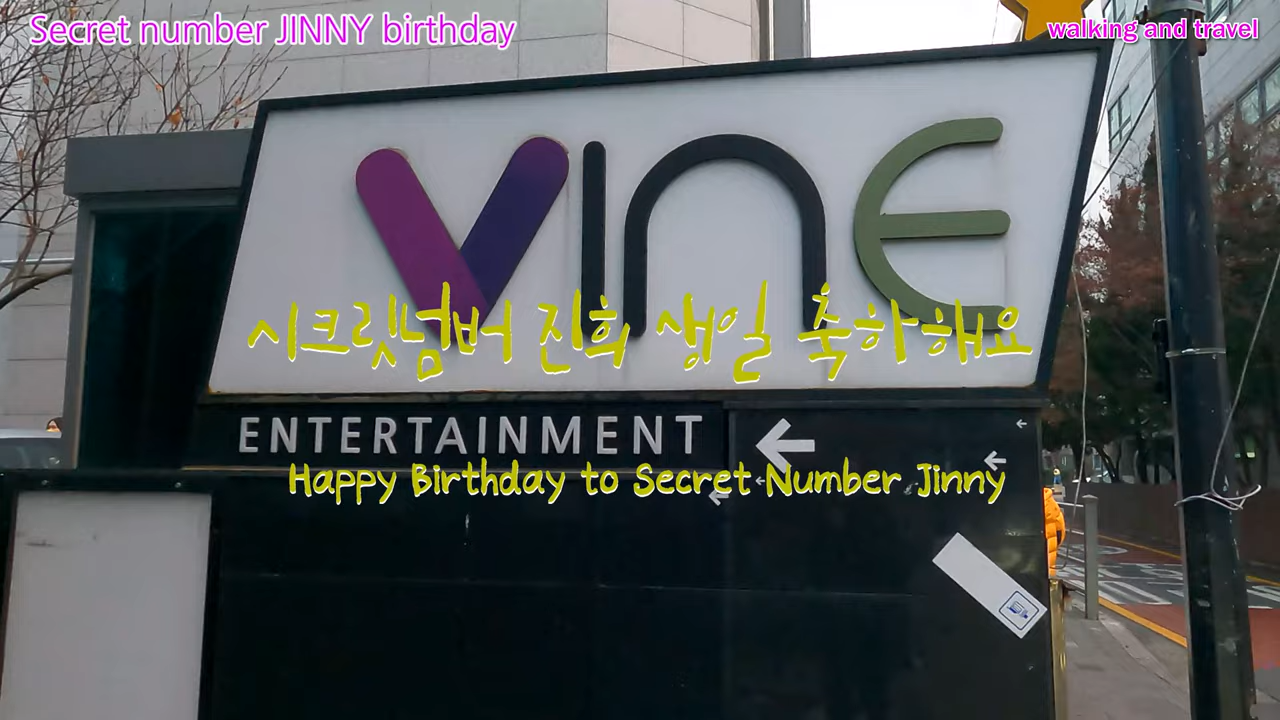 Secret number JINNY birthday
walking and travel
VINE
시크릿넘버 진희 생일 축하해요
ENTERTAINMENT
Happy Birthday to Secret Number Jinny